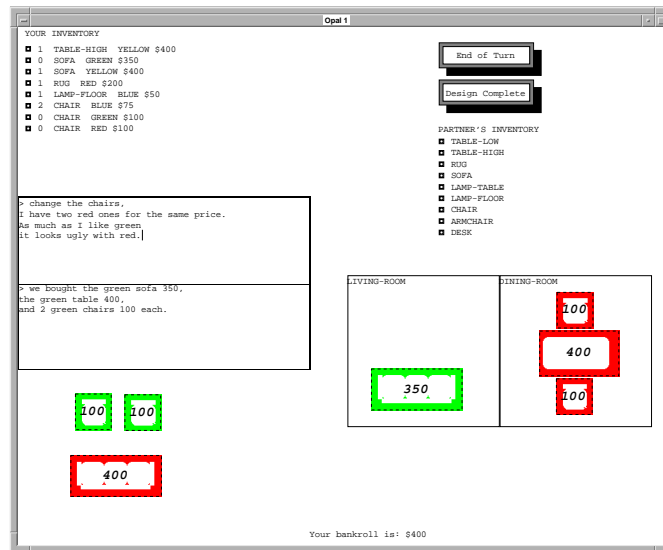 Opal 1
YOUR INVENTORY
1 TABLE-HIGH YELLOW $400
0 SOFA GREEN $350
1 SOFA YELLOW $400
1 RUG RED $200
1 LAMP-FLOOR BLUE $50
2 CHAIR BLUE $75
0 CHAIR GREEN $100
0 CHAIR RED $100
End of Turn
Design Complete
PARTNER'S INVENTORY
TABLE-LOW
TABLE-HIGH
RUG
SOFA
LAMP-TABLE
LAMP-FLOOR
CHAIR
ARMCHAIR
DESK
> change the chairs,
I have two red ones for the same price.
As much as I like green
it looks ugly with red.
> we bought the green sofa 350,
the green table 400,
and 2 green chairs 100 each.
LIVING-ROOM
DINING-ROOM
100
400
100
350
100
100
400
Your bankroll is: $400